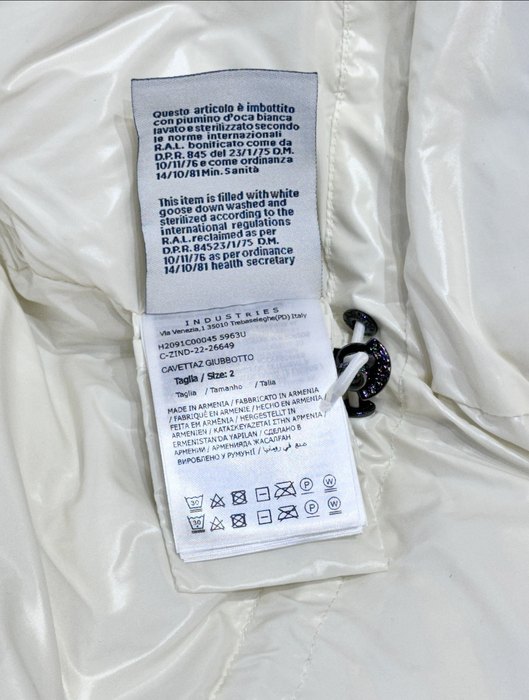 Questo articolo è imbottito
con piumino d'oca bianca
lavato e sterilizzato secondo
le norme internazionali
R.A.L. bonificato come da
D.P.R. 845 del 23/1/75 D.M.
10/11/76 e come ordinanza
14/10/81 Min. Sanità
This item is filled with white
goose down washed and
sterilized according to the
international regulations
R.A.L. reclaimed as per
D.P.R. 84523/1/75 D.M.
10/11/76 as per ordinance
14/10/81 health secretary
INDUSTRIES
Via Venezia, 1 35010 Trebaseleghe(PD) Italy
H2091C00045 5963U
C-ZIND-22-26649
CAVETTAZ GIUBBOTTO
Taglia / Size: 2
Taglia / Tamanho / Talia
MADE IN ARMENIA / FABBRICATO IN ARMENIA
/ FABRIQUÉ EN ARMÉNIE / HECHO EN ARMENIA
FEITA EM ARMÊNIA / HERGESTELLT IN
ARMENIEN / ΚΑΤΑΣΚΕΥΑΖΕΤΑΙ ΣΤΗΝ ΑΡΜΕΝΙΑ /
ERMENISTAN'DA YAPILAN / СДЕЛАНО В
АРМЕНИИ / АРМЕНИЯДА ЖАСАЛҒАН
صنع في رومانيا /
ВИРОБЛЕНО У РУМУНІЇ /
30 P W
30 P W